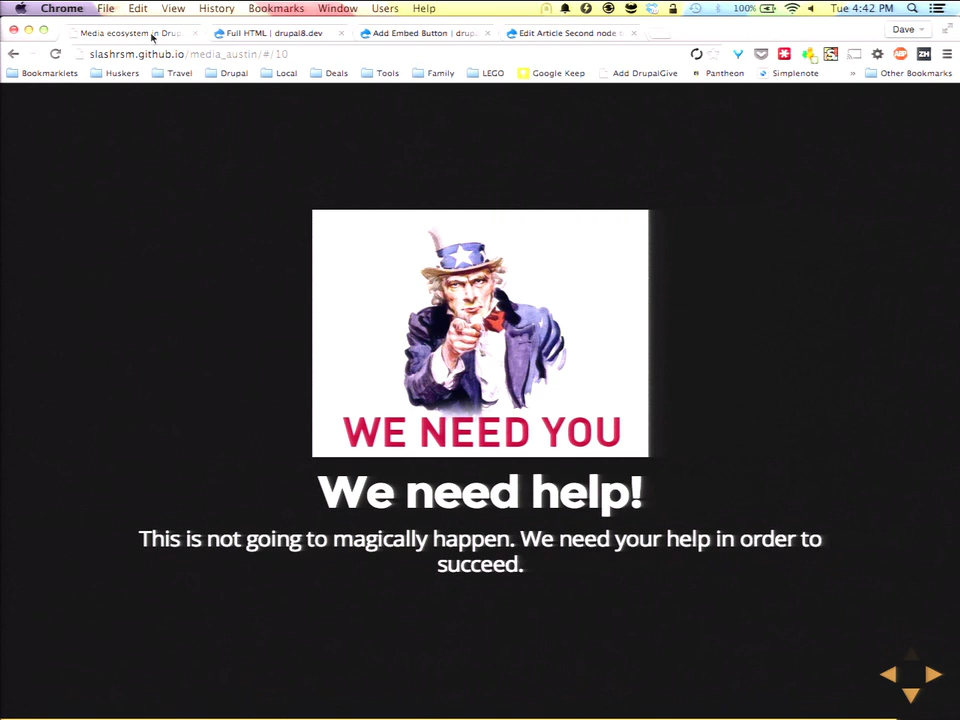 Chrome File Edit View History Bookmarks Window Users Help 100% Tue 4:42 PM
Media ecosystem in Drup Full HTML | drupal8.dev Add Embed Button | drup Edit Article Second node Dave
slashrsm.github.io/media_austin/#/10 ABP ZH
Bookmarklets Huskers Travel Drupal Local Deals Tools Family LEGO Google Keep Add DrupalGive Pantheon Simplenote » Other Bookmarks
WE NEED YOU
We need help!
This is not going to magically happen. We need your help in order to
succeed.